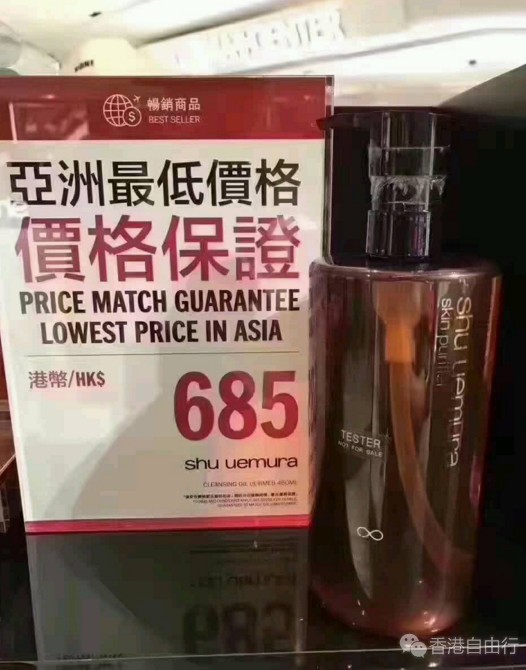 暢銷商品
BEST SELLER
亞洲最低價格
價格保證
PRICE MATCH GUARANTEE
LOWEST PRICE IN ASIA
港幣/HK$
685
shu uemura
CLEANSING OIL
shu uemura
skin purifier
TESTER
NOT FOR SALE
香港自由行